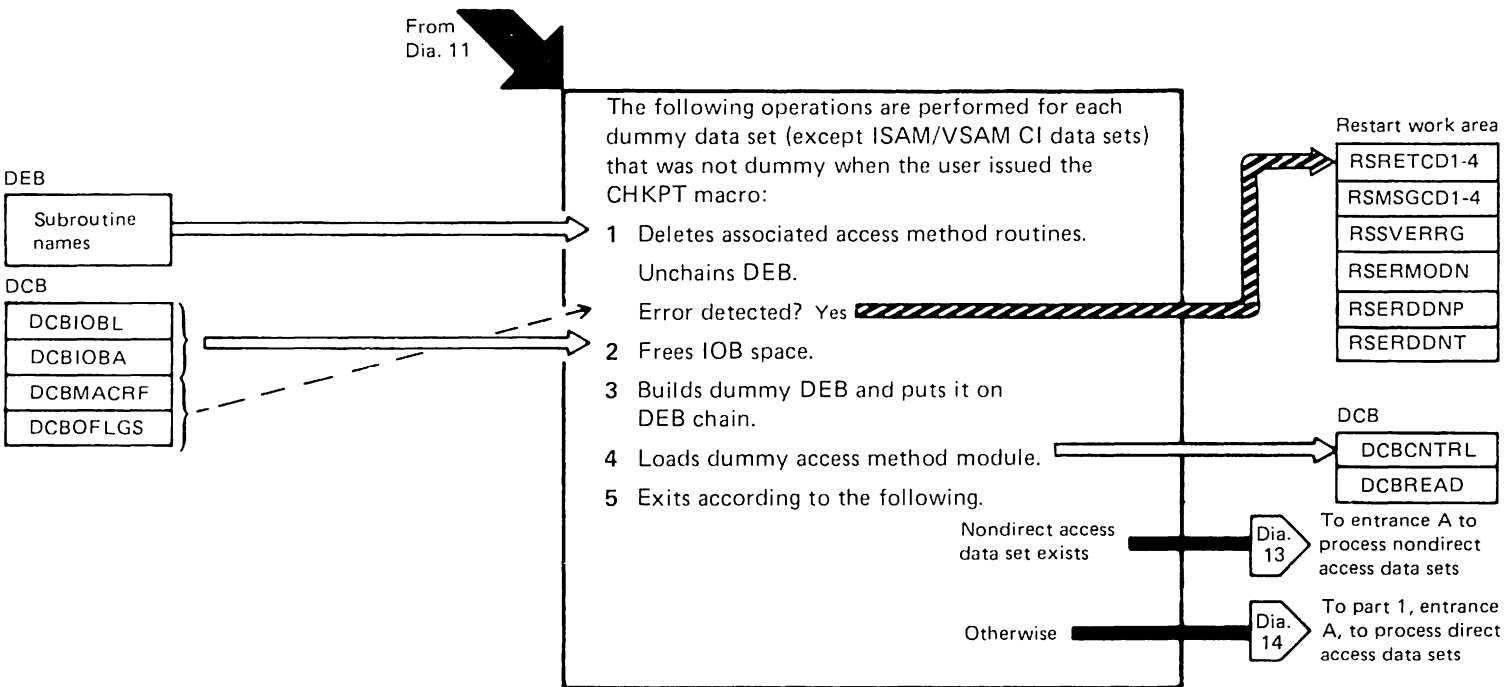 From
Dia. 11
The following operations are performed for each
dummy data set (except ISAM/VSAM CI data sets)
that was not dummy when the user issued the
CHKPT macro:
DEB
Subroutine
names
1 Deletes associated access method routines.
Unchains DEB.
Error detected? Yes
DCB
DCBIOBL
DCBIOBA
DCBMACRF
DCBOFLGS
2 Frees IOB space.
3 Builds dummy DEB and puts it on
DEB chain.
4 Loads dummy access method module.
5 Exits according to the following.
Restart work area
RSRETCD1-4
RSMSGCD1-4
RSSVERRG
RSERMODN
RSERDDNP
RSERDDNT
DCB
DCBCNTRL
DCBREAD
Nondirect access
data set exists
Dia.
13
To entrance A to
process nondirect
access data sets
Otherwise
Dia.
14
To part 1, entrance
A, to process direct
access data sets